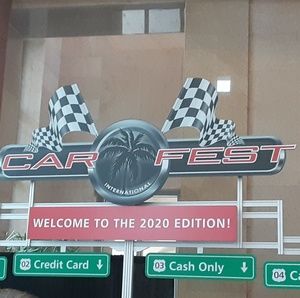 CAR FEST
INTERNATIONAL
WELCOME TO THE 2020 EDITION!
02 Credit Card
03 Cash Only
04